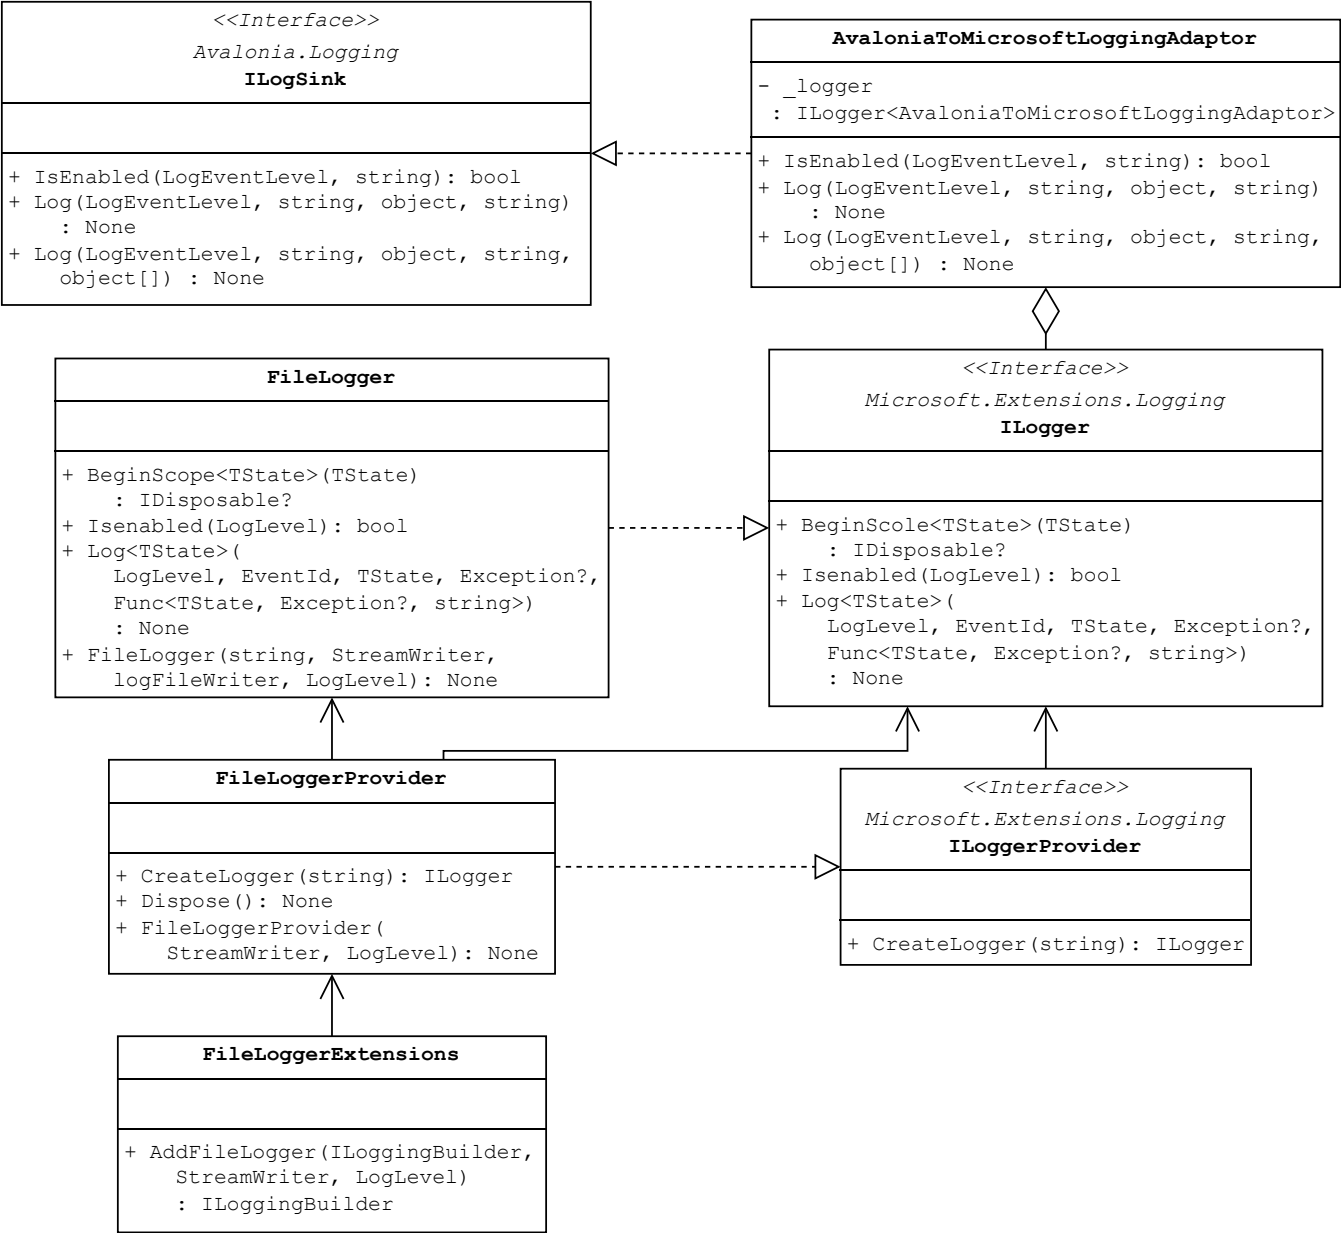 <<Interface>>
Avalonia.Logging
ILogSink
+ IsEnabled(LogEventLevel, string): bool
+ Log(LogEventLevel, string, object, string)
: None
+ Log(LogEventLevel, string, object, string,
object[]) : None
AvaloniaToMicrosoftLoggingAdaptor
- _logger
: ILogger<AvaloniaToMicrosoftLoggingAdaptor>
+ IsEnabled(LogEventLevel, string): bool
+ Log(LogEventLevel, string, object, string)
: None
+ Log(LogEventLevel, string, object, string,
object[]) : None
FileLogger
+ BeginScope<TState>(TState)
: IDisposable?
+ Isenabled(LogLevel): bool
+ Log<TState>(
LogLevel, EventId, TState, Exception?,
Func<TState, Exception?, string>)
: None
+ FileLogger(string, StreamWriter,
logFileWriter, LogLevel): None
<<Interface>>
Microsoft.Extensions.Logging
ILogger
+ BeginScole<TState>(TState)
: IDisposable?
+ Isenabled(LogLevel): bool
+ Log<TState>(
LogLevel, EventId, TState, Exception?,
Func<TState, Exception?, string>)
: None
FileLoggerProvider
+ CreateLogger(string): ILogger
+ Dispose(): None
+ FileLoggerProvider(
StreamWriter, LogLevel): None
<<Interface>>
Microsoft.Extensions.Logging
ILoggerProvider
+ CreateLogger(string): ILogger
FileLoggerExtensions
+ AddFileLogger(ILoggingBuilder,
StreamWriter, LogLevel)
: ILoggingBuilder